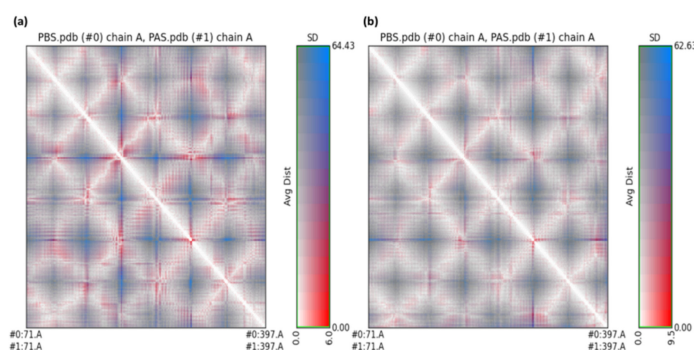 (a)
PBS.pdb (#0) chain A, PAS.pdb (#1) chain A
SD
64.43
Avg Dist
0.00
0.0
6.0
#0:71.A
#1:71.A
#0:397.A
#1:397.A
(b)
PBS.pdb (#0) chain A, PAS.pdb (#1) chain A
SD
62.63
Avg Dist
0.00
0.0
9.5
#0:71.A
#1:71.A
#0:397.A
#1:397.A